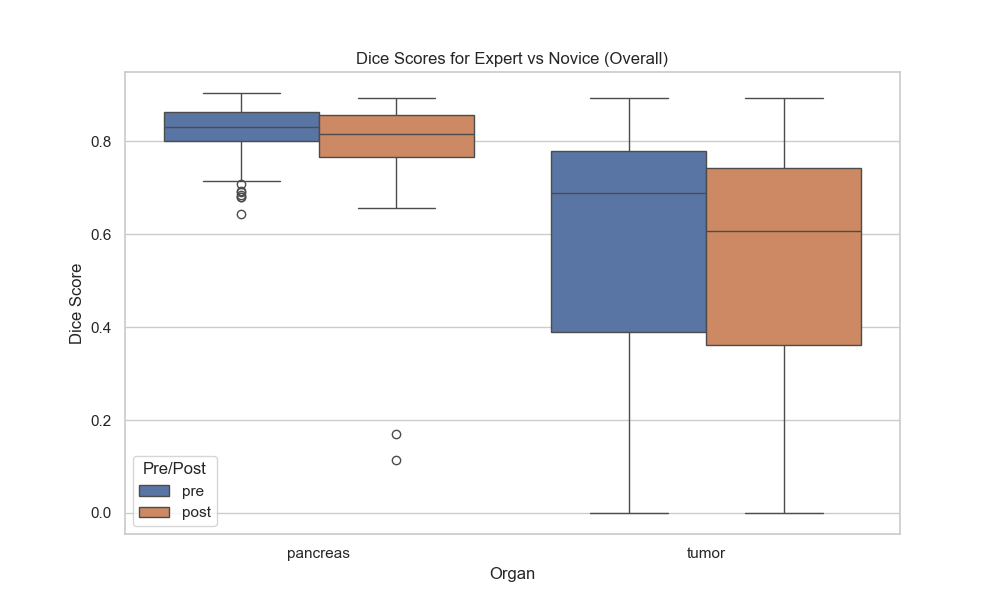 Dice Scores for Expert vs Novice (Overall)
Dice Score
0.8
0.6
0.4
0.2
0.0
Pre/Post
pre
post
pancreas
tumor
Organ